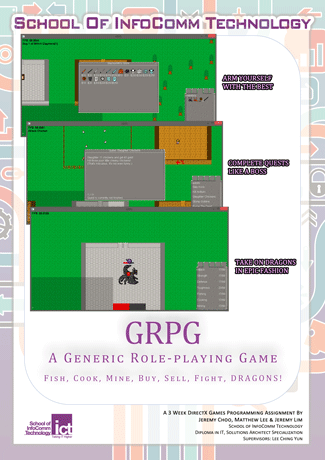 School Of InfoComm Technology
ARM YOURSELF
WITH THE BEST
COMPLETE QUESTS
LIKE A BOSS
TAKE ON DRAGONS
IN EPIC FASHION
GRPG
A Generic Role-playing Game
Fish, Cook, Mine, Buy, Sell, Fight, DRAGONS!
A 3 Week DirectX Games Programming Assignment By
Jeremy Choo, Matthew Lee & Jeremy Lim
School of InfoComm Technology
Diploma in IT, Solutions Architect Specialization
Supervisors: Lee Ching Yun
School of
InfoComm
Technology
ict